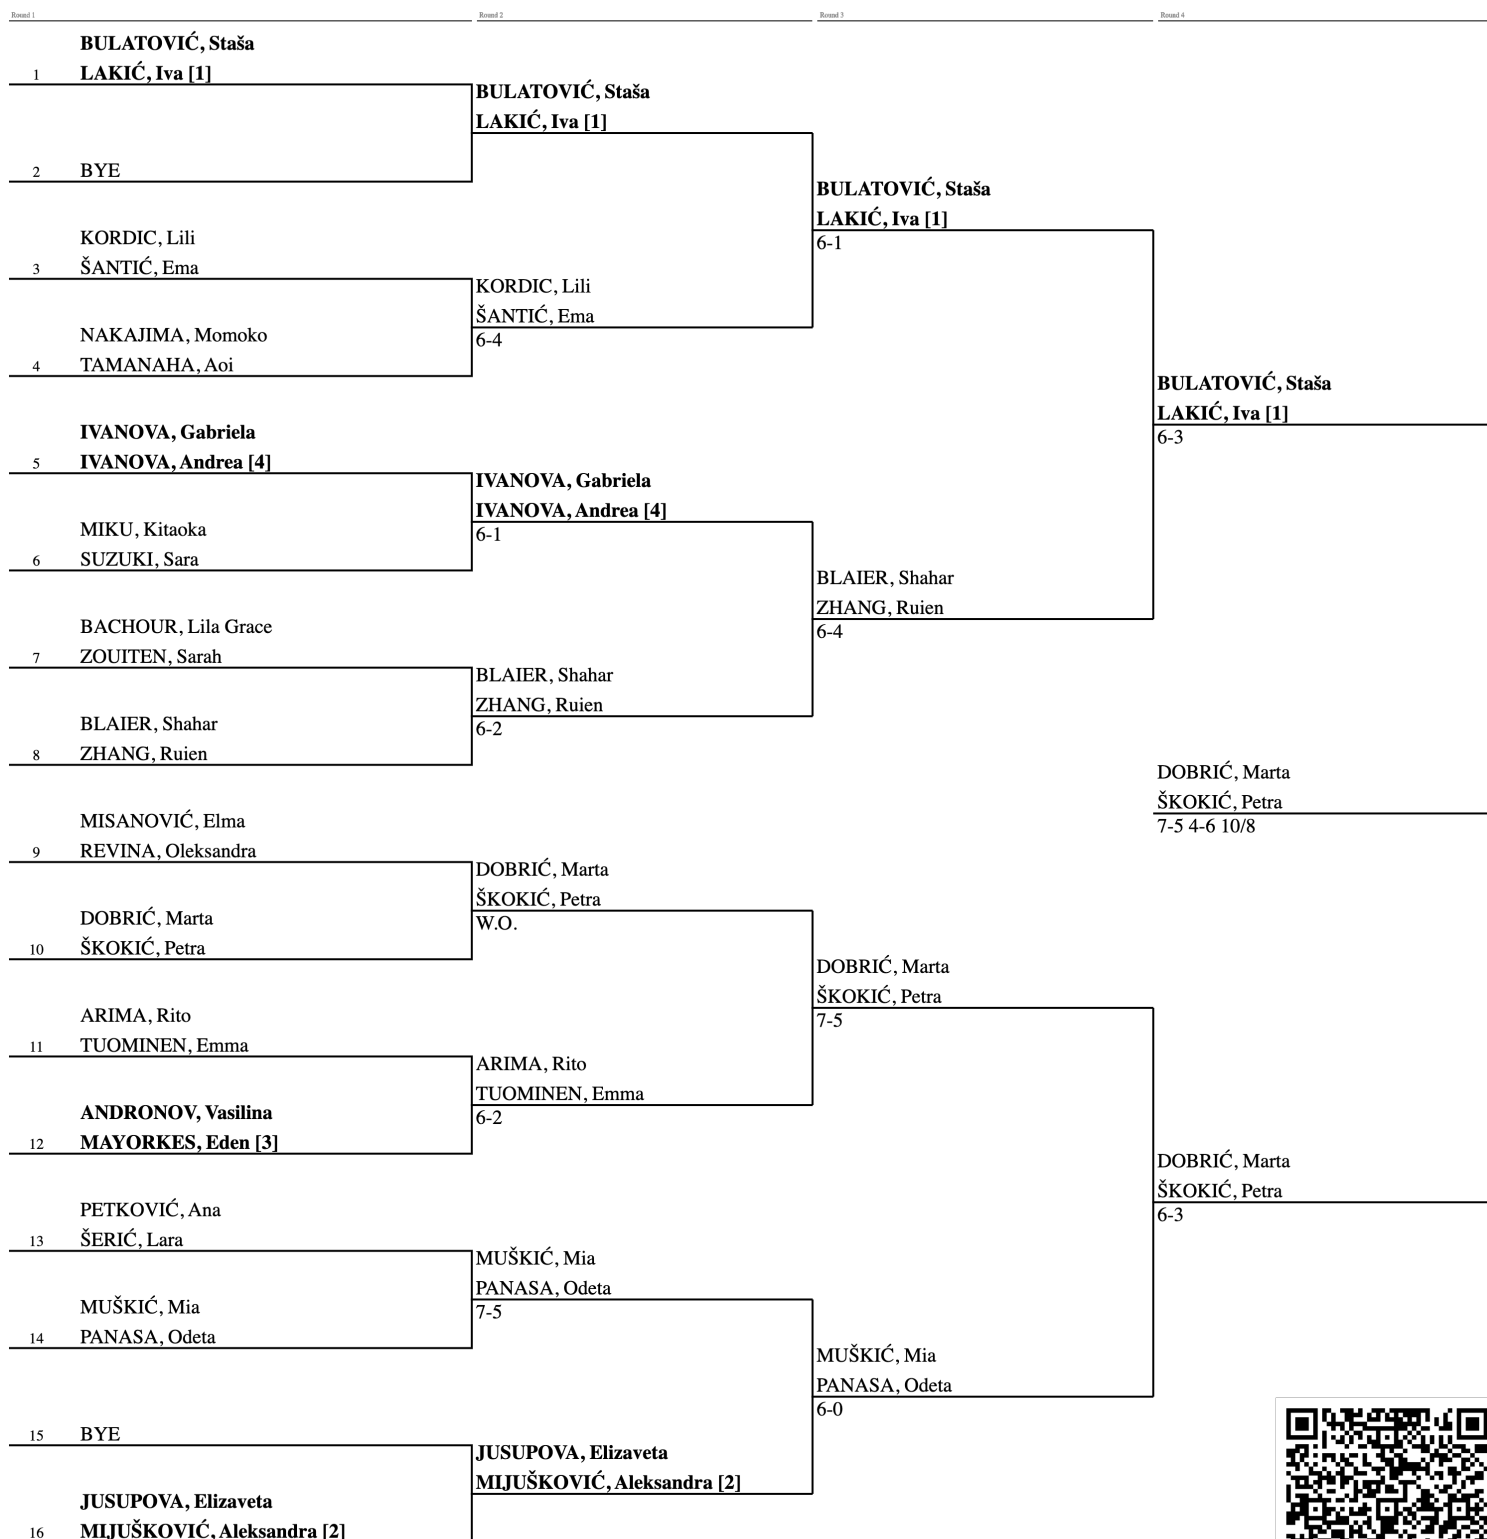 Round 1
Round 2
Round 3
Round 4
BULATOVIĆ, Staša
1 LAKIĆ, Iva [1]
2 BYE
KORDIC, Lili
3 ŠANTIĆ, Ema
NAKAJIMA, Momoko
4 TAMANAHA, Aoi
IVANOVA, Gabriela
5 IVANOVA, Andrea [4]
MIKU, Kitaoka
6 SUZUKI, Sara
BACHOUR, Lila Grace
7 ZOUITEN, Sarah
BLAIER, Shahar
8 ZHANG, Ruien
MISANOVIĆ, Elma
9 REVINA, Oleksandra
DOBRIĆ, Marta
10 ŠKOKIĆ, Petra
ARIMA, Rito
11 TUOMINEN, Emma
ANDRONOV, Vasilina
12 MAYORKES, Eden [3]
PETKOVIĆ, Ana
13 ŠERIĆ, Lara
MUŠKIĆ, Mia
14 PANASA, Odeta
15 BYE
JUSUPOVA, Elizaveta
16 MIJUŠKOVIĆ, Aleksandra [2]
BULATOVIĆ, Staša
LAKIĆ, Iva [1]
KORDIC, Lili
ŠANTIĆ, Ema
6-4
IVANOVA, Gabriela
IVANOVA, Andrea [4]
6-1
BLAIER, Shahar
ZHANG, Ruien
6-2
DOBRIĆ, Marta
ŠKOKIĆ, Petra
W.O.
ARIMA, Rito
TUOMINEN, Emma
6-2
MUŠKIĆ, Mia
PANASA, Odeta
7-5
JUSUPOVA, Elizaveta
MIJUŠKOVIĆ, Aleksandra [2]
BULATOVIĆ, Staša
LAKIĆ, Iva [1]
6-1
BLAIER, Shahar
ZHANG, Ruien
6-4
DOBRIĆ, Marta
ŠKOKIĆ, Petra
7-5
MUŠKIĆ, Mia
PANASA, Odeta
6-0
BULATOVIĆ, Staša
LAKIĆ, Iva [1]
6-3
DOBRIĆ, Marta
ŠKOKIĆ, Petra
7-5 4-6 10/8
DOBRIĆ, Marta
ŠKOKIĆ, Petra
6-3